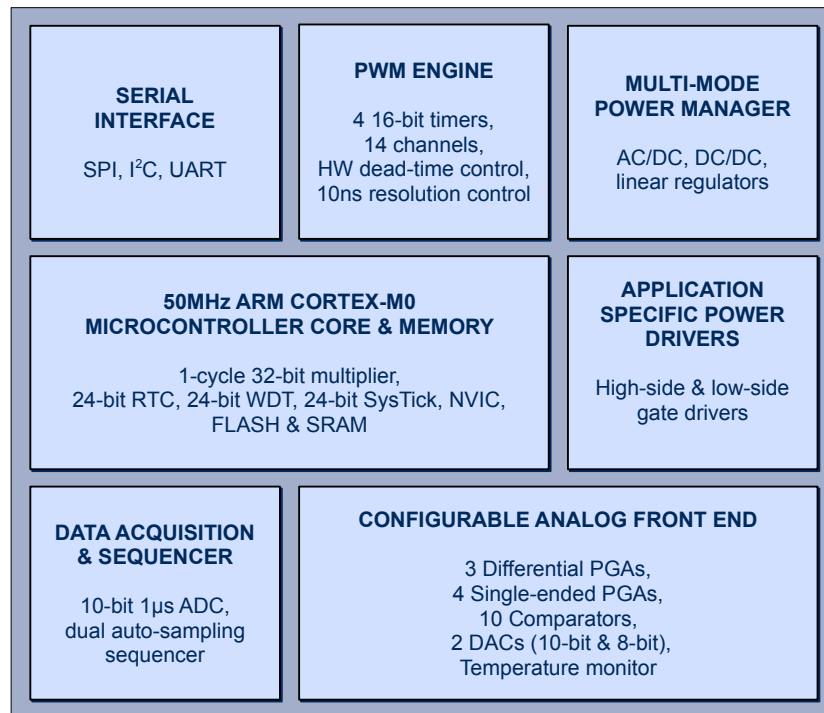 SERIAL
INTERFACE
SPI, I²C, UART
PWM ENGINE
4 16-bit timers,
14 channels,
HW dead-time control,
10ns resolution control
MULTI-MODE
POWER MANAGER
AC/DC, DC/DC,
linear regulators
50MHz ARM CORTEX-M0
MICROCONTROLLER CORE & MEMORY
1-cycle 32-bit multiplier,
24-bit RTC, 24-bit WDT, 24-bit SysTick, NVIC,
FLASH & SRAM
APPLICATION
SPECIFIC POWER
DRIVERS
High-side & low-side
gate drivers
DATA ACQUISITION
& SEQUENCER
10-bit 1µs ADC,
dual auto-sampling
sequencer
CONFIGURABLE ANALOG FRONT END
3 Differential PGAs,
4 Single-ended PGAs,
10 Comparators,
2 DACs (10-bit & 8-bit),
Temperature monitor